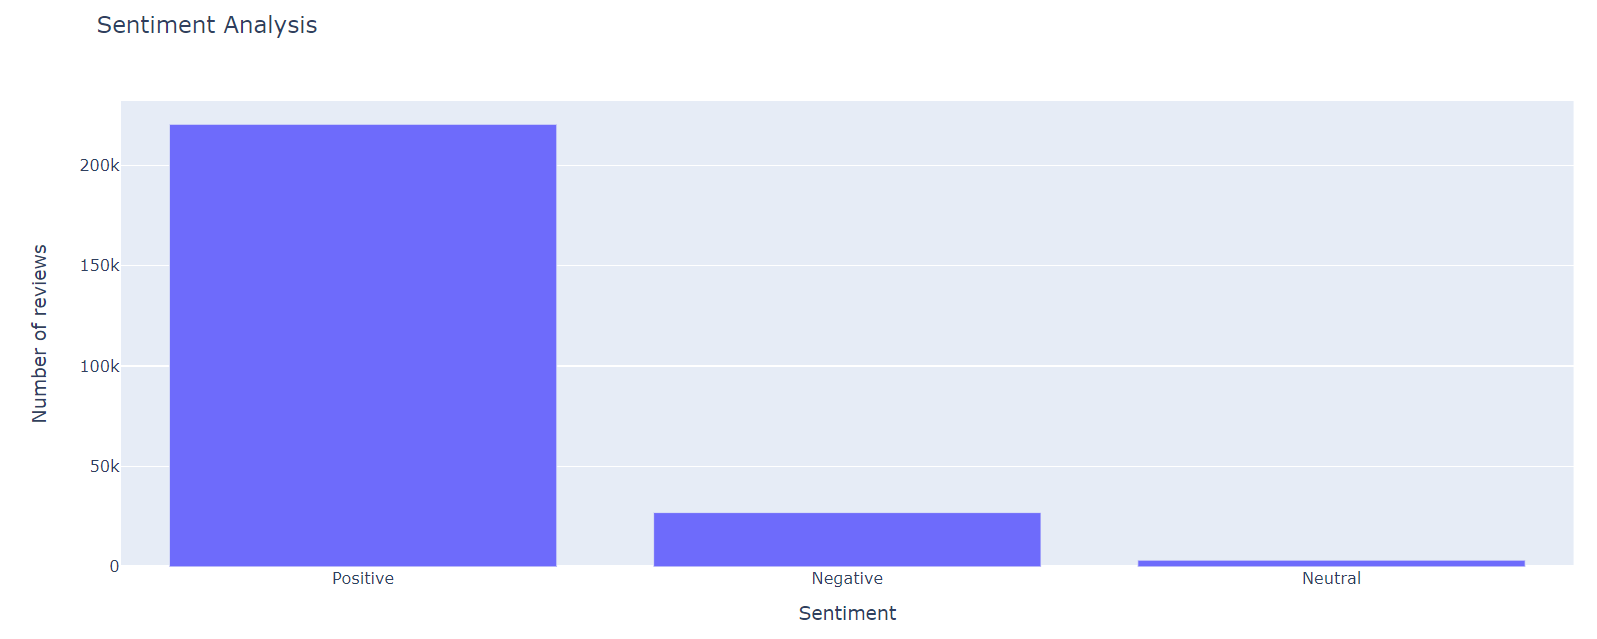 Sentiment Analysis
Number of reviews
200k
150k
100k
50k
0
Positive
Negative
Neutral
Sentiment